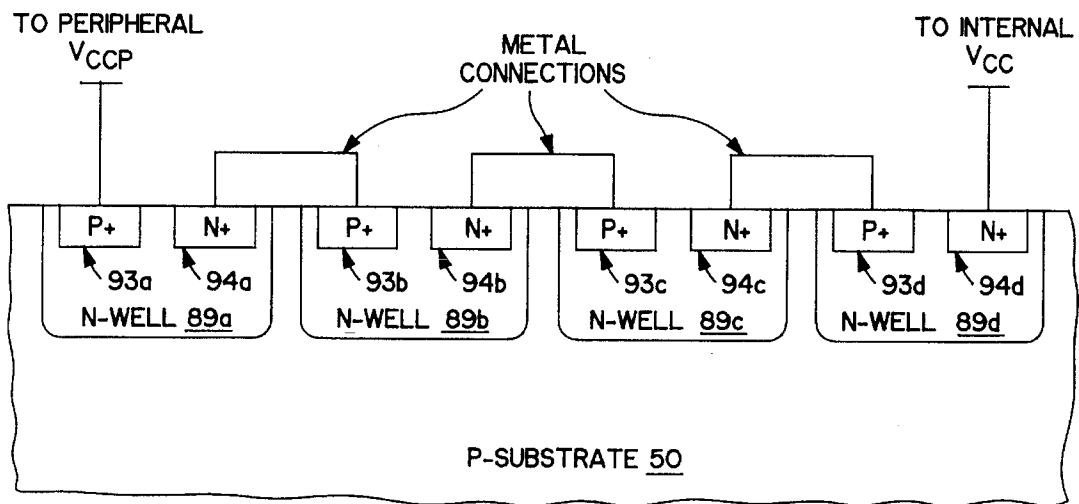 TO PERIPHERAL
VCCP
METAL
CONNECTIONS
TO INTERNAL
VCC
P+
N+
P+
N+
P+
N+
P+
N+
93a
94a
93b
94b
93c
94c
93d
94d
N-WELL 89a
N-WELL 89b
N-WELL 89c
N-WELL 89d
P-SUBSTRATE 50